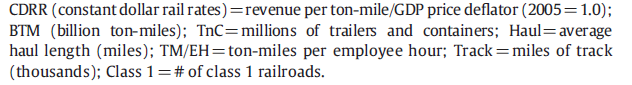 CDRR (constant dollar rail rates)=revenue per ton-mile/GDP price deflator (2005=1.0);
BTM (billion ton-miles); TnC=millions of trailers and containers; Haul=average
haul length (miles); TM/EH=ton-miles per employee hour; Track=miles of track
(thousands); Class 1=# of class 1 railroads.